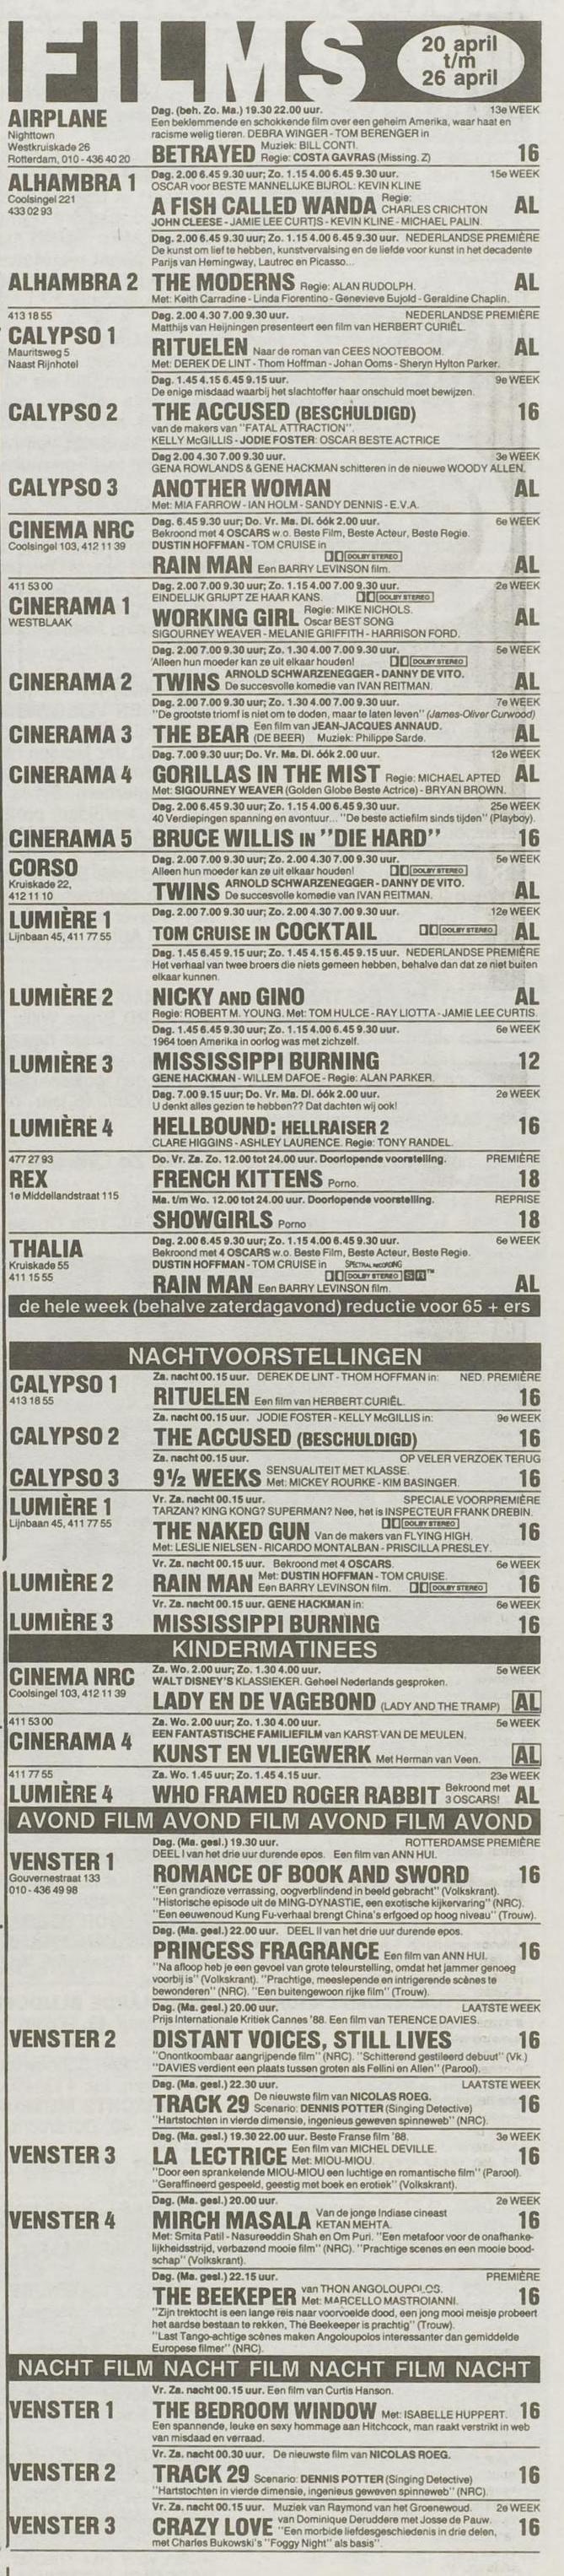 FILMS
20 april
t/m
26 april
AIRPLANE
Nighttown
Westkruiskade 26
Rotterdam, 010 - 436 40 20
Dag. (beh. Zo. Ma.) 19.30 22.00 uur. 13e WEEK
Een beklemmende en schokkende film over een geheim Amerika, waar haat en
racisme welig tieren. DEBRA WINGER - TOM BERENGER in
BETRAYED Muziek: BILL CONTI. Regie: COSTA GAVRAS (Missing. Z) 16
ALHAMBRA 1
Coolsingel 221
433 02 93
Dag. 2.00 6.45 9.30 uur; Zo. 1.15 4.00 6.45 9.30 uur. 15e WEEK
OSCAR voor BESTE MANNELIJKE BIJROL: KEVIN KLINE
A FISH CALLED WANDA Regie: CHARLES CRICHTON AL
JOHN CLEESE - JAMIE LEE CURTIS - KEVIN KLINE - MICHAEL PALIN.
Dag. 2.00 6.45 9.30 uur; Zo. 1.15 4.00 6.45 9.30 uur. NEDERLANDSE PREMIÈRE
De kunst om lief te hebben, kunstvervalsing en de liefde voor kunst in het decadente
Parijs van Hemingway, Lautrec en Picasso...
ALHAMBRA 2 THE MODERNS Regie: ALAN RUDOLPH. AL
Met: Keith Carradine - Linda Fiorentino - Genevieve Bujold - Geraldine Chaplin.
413 18 55
CALYPSO 1
Mauritsweg 5
Naast Rijnhotel
Dag. 2.00 4.30 7.00 9.30 uur. NEDERLANDSE PREMIÈRE
Matthijs van Heijningen presenteert een film van HERBERT CURIËL.
RITUELEN Naar de roman van CEES NOOTEBOOM. AL
Met: DEREK DE LINT - Thom Hoffman - Johan Ooms - Sheryn Hylton Parker.
Dag. 1.45 4.15 6.45 9.15 uur. 9e WEEK
De enige misdaad waarbij het slachtoffer haar onschuld moet bewijzen.
CALYPSO 2 THE ACCUSED (BESCHULDIGD) 16
van de makers van "FATAL ATTRACTION".
KELLY McGILLIS - JODIE FOSTER: OSCAR BESTE ACTRICE
Dag 2.00 4.30 7.00 9.30 uur. 3e WEEK
GENA ROWLANDS & GENE HACKMAN schitteren in de nieuwe WOODY ALLEN.
CALYPSO 3 ANOTHER WOMAN AL
Met: MIA FARROW - IAN HOLM - SANDY DENNIS - E.V.A.
CINEMA NRC
Coolsingel 103, 412 11 39
Dag. 6.45 9.30 uur; Do. Vr. Ma. Di. óók 2.00 uur. 6e WEEK
Bekroond met 4 OSCARS w.o. Beste Film, Beste Acteur, Beste Regie.
DUSTIN HOFFMAN - TOM CRUISE in DOLBY STEREO
RAIN MAN Een BARRY LEVINSON film. AL
411 53 00
CINERAMA 1
WESTBLAAK
Dag. 2.00 7.00 9.30 uur; Zo. 1.15 4.00 7.00 9.30 uur. 2e WEEK
EINDELIJK GRIJPT ZE HAAR KANS. DOLBY STEREO
WORKING GIRL Regie: MIKE NICHOLS. Oscar BEST SONG AL
SIGOURNEY WEAVER - MELANIE GRIFFITH - HARRISON FORD.
Dag. 2.00 7.00 9.30 uur; Zo. 1.30 4.00 7.00 9.30 uur. 5e WEEK
Alleen hun moeder kan ze uit elkaar houden! DOLBY STEREO
CINERAMA 2 TWINS ARNOLD SCHWARZENEGGER - DANNY DE VITO. De succesvolle komedie van IVAN REITMAN. AL
Dag. 2.00 7.00 9.30 uur; Zo. 1.30 4.00 7.00 9.30 uur. 7e WEEK
"De grootste triomf is niet om te doden, maar te laten leven" (James-Oliver Curwood)
CINERAMA 3 THE BEAR Een film van JEAN-JACQUES ANNAUD. (DE BEER) Muziek: Philippe Sarde. AL
Dag. 7.00 9.30 uur; Do. Vr. Ma. Di. óók 2.00 uur. 12e WEEK
CINERAMA 4 GORILLAS IN THE MIST Regie: MICHAEL APTED AL
Met: SIGOURNEY WEAVER (Golden Globe Beste Actrice) - BRYAN BROWN.
Dag. 2.00 6.45 9.30 uur; Zo. 1.15 4.00 6.45 9.30 uur. 25e WEEK
40 Verdiepingen spanning en avontuur... "De beste actiefilm sinds tijden" (Playboy).
CINERAMA 5 BRUCE WILLIS IN "DIE HARD" 16
CORSO
Kruiskade 22,
412 11 10
Dag. 2.00 7.00 9.30 uur; Zo. 2.00 4.30 7.00 9.30 uur. 5e WEEK
Alleen hun moeder kan ze uit elkaar houden! DOLBY STEREO
TWINS ARNOLD SCHWARZENEGGER - DANNY DE VITO. De succesvolle komedie van IVAN REITMAN. AL
LUMIÈRE 1
Lijnbaan 45, 411 77 55
Dag. 2.00 7.00 9.30 uur; Zo. 2.00 4.30 7.00 9.30 uur. 12e WEEK
TOM CRUISE IN COCKTAIL DOLBY STEREO AL
Dag. 1.45 6.45 9.15 uur; Zo. 1.45 4.15 6.45 9.15 uur. NEDERLANDSE PREMIÈRE
Het verhaal van twee broers die niets gemeen hebben, behalve dan dat ze niet buiten
elkaar kunnen.
LUMIÈRE 2 NICKY AND GINO AL
Regie: ROBERT M. YOUNG. Met: TOM HULCE - RAY LIOTTA - JAMIE LEE CURTIS.
Dag. 1.45 6.45 9.30 uur; Zo. 1.15 4.00 6.45 9.30 uur. 6e WEEK
1964 toen Amerika in oorlog was met zichzelf.
LUMIÈRE 3 MISSISSIPPI BURNING 12
GENE HACKMAN - WILLEM DAFOE - Regie: ALAN PARKER.
Dag. 7.00 9.15 uur; Do. Vr. Ma. Di. óók 2.00 uur. 2e WEEK
U denkt alles gezien te hebben?? Dat dachten wij ook!
LUMIÈRE 4 HELLBOUND: HELLRAISER 2 16
CLARE HIGGINS - ASHLEY LAURENCE. Regie: TONY RANDEL.
477 27 93
REX
1e Middellandstraat 115
Do. Vr. Za. Zo. 12.00 tot 24.00 uur. Doorlopende voorstelling. PREMIÈRE
FRENCH KITTENS Porno. 18
Ma. t/m Wo. 12.00 tot 24.00 uur. Doorlopende voorstelling. REPRISE
SHOWGIRLS Porno 18
THALIA
Kruiskade 55
411 15 55
Dag. 2.00 6.45 9.30 uur; Zo. 1.15 4.00 6.45 9.30 uur. 6e WEEK
Bekroond met 4 OSCARS w.o. Beste Film, Beste Acteur, Beste Regie.
DUSTIN HOFFMAN - TOM CRUISE in SPECTRAL RECORDING DOLBY STEREO SR™
RAIN MAN Een BARRY LEVINSON film. AL
de hele week (behalve zaterdagavond) reductie voor 65 + ers
NACHTVOORSTELLINGEN
CALYPSO 1
413 18 55
Za. nacht 00.15 uur. DEREK DE LINT - THOM HOFFMAN in: NED. PREMIÈRE
RITUELEN Een film van HERBERT CURIËL. 16
Za. nacht 00.15 uur. JODIE FOSTER - KELLY McGILLIS in: 9e WEEK
CALYPSO 2 THE ACCUSED (BESCHULDIGD) 16
Za. nacht 00.15 uur. OP VELER VERZOEK TERUG
CALYPSO 3 9½ WEEKS SENSUALITEIT MET KLASSE. Met: MICKEY ROURKE - KIM BASINGER. 16
LUMIÈRE 1
Lijnbaan 45, 411 77 55
Vr. Za. nacht 00.15 uur. SPECIALE VOORPREMIÈRE
TARZAN? KING KONG? SUPERMAN? Nee, het is INSPECTEUR FRANK DREBIN.
DOLBY STEREO
THE NAKED GUN Van de makers van FLYING HIGH. 16
Met: LESLIE NIELSEN - RICARDO MONTALBAN - PRISCILLA PRESLEY.
Vr. Za. nacht 00.15 uur. Bekroond met 4 OSCARS. 6e WEEK
LUMIÈRE 2 RAIN MAN Met: DUSTIN HOFFMAN - TOM CRUISE. Een BARRY LEVINSON film. DOLBY STEREO 16
Vr. Za. nacht 00.15 uur. GENE HACKMAN in: 6e WEEK
LUMIÈRE 3 MISSISSIPPI BURNING 16
KINDERMATINEES
CINEMA NRC
Coolsingel 103, 412 11 39
Za. Wo. 2.00 uur; Zo. 1.30 4.00 uur. 5e WEEK
WALT DISNEY'S KLASSIEKER. Geheel Nederlands gesproken.
LADY EN DE VAGEBOND (LADY AND THE TRAMP) AL
411 53 00
CINERAMA 4
Za. Wo. 2.00 uur; Zo. 1.30 4.00 uur. 5e WEEK
EEN FANTASTISCHE FAMILIEFILM van KARST VAN DE MEULEN.
KUNST EN VLIEGWERK Met Herman van Veen. AL
411 77 55
Za. Wo. 1.45 uur; Zo. 1.45 4.15 uur. 23e WEEK
LUMIÈRE 4 WHO FRAMED ROGER RABBIT Bekroond met 3 OSCARS! AL
AVOND FILM AVOND FILM AVOND FILM AVOND
VENSTER 1
Gouvernestraat 133
010 - 436 49 98
Dag. (Ma. gesl.) 19.30 uur. ROTTERDAMSE PREMIÈRE
DEEL I van het drie uur durende epos. Een film van ANN HUI.
ROMANCE OF BOOK AND SWORD 16
"Een grandioze verrassing, oogverblindend in beeld gebracht" (Volkskrant).
"Historische episode uit de MING-DYNASTIE, een exotische kijkervaring" (NRC).
"Een eeuwenoud Kung Fu-verhaal brengt China's erfgoed op hoog niveau" (Trouw).
Dag. (Ma. gesl.) 22.00 uur. DEEL II van het drie uur durende epos.
PRINCESS FRAGRANCE Een film van ANN HUI. 16
"Na afloop heb je een gevoel van grote teleurstelling, omdat het jammer genoeg
voorbij is" (Volkskrant). "Prachtige, meeslepende en intrigerende scènes te
bewonderen" (NRC). "Een buitengewoon rijke film" (Trouw).
Dag. (Ma. gesl.) 20.00 uur. LAATSTE WEEK
Prijs Internationale Kritiek Cannes '88. Een film van TERENCE DAVIES.
VENSTER 2 DISTANT VOICES, STILL LIVES 16
"Onontkoombaar aangrijpende film" (NRC). "Schitterend gestileerd debuut" (Vk.)
"DAVIES verdient een plaats tussen groten als Fellini en Allen" (Parool).
Dag. (Ma. gesl.) 22.30 uur. LAATSTE WEEK
TRACK 29 De nieuwste film van NICOLAS ROEG. Scenario: DENNIS POTTER (Singing Detective) 16
"Hartstochten in vierde dimensie, ingenieus geweven spinneweb" (NRC).
Dag. (Ma. gesl.) 19.30 22.00 uur. Beste Franse film '88. 3e WEEK
VENSTER 3 LA LECTRICE Een film van MICHEL DEVILLE. Met: MIOU-MIOU. 16
"Door een sprankelende MIOU-MIOU een luchtige en romantische film" (Parool).
"Geraffineerd gespeeld, geestig met boek en erotiek" (Volkskrant).
Dag. (Ma. gesl.) 20.00 uur. 2e WEEK
VENSTER 4 MIRCH MASALA Van de jonge Indiase cineast KETAN MEHTA. 16
Met: Smita Patil - Nasureeddin Shah en Om Puri. "Een metafoor voor de onafhanke-
lijkheidsstrijd, verbazend mooie film" (NRC). "Prachtige scenes en een mooie bood-
schap" (Volkskrant).
Dag. (Ma. gesl.) 22.15 uur. PREMIÈRE
THE BEEKEPER van THON ANGOLOUPOLOS. Met: MARCELLO MASTROIANNI. 16
"Zijn trektocht is een lange reis naar voorvoelde dood, een jong mooi meisje probeert
het aardse bestaan te rekken, The Beekeeper is prachtig" (Trouw).
"Last Tango-achtige scènes maken Angoloupolos interessanter dan gemiddelde
Europese filmer" (NRC).
NACHT FILM NACHT FILM NACHT FILM NACHT
Vr. Za. nacht 00.15 uur. Een film van Curtis Hanson.
VENSTER 1 THE BEDROOM WINDOW Met: ISABELLE HUPPERT. 16
Een spannende, leuke en sexy hommage aan Hitchcock, man raakt verstrikt in web
van misdaad en verraad.
Vr. Za. nacht 00.30 uur. De nieuwste film van NICOLAS ROEG.
VENSTER 2 TRACK 29 Scenario: DENNIS POTTER (Singing Detective) 16
"Hartstochten in vierde dimensie, ingenieus geweven spinneweb" (NRC).
Vr. Za. nacht 00.15 uur. Muziek van Raymond van het Groenewoud. 2e WEEK
VENSTER 3 CRAZY LOVE van Dominique Deruddere met Josse de Pauw. "Een morbide liefdesgeschiedenis in drie delen, 16
met Charles Bukowski's "Foggy Night" als basis".